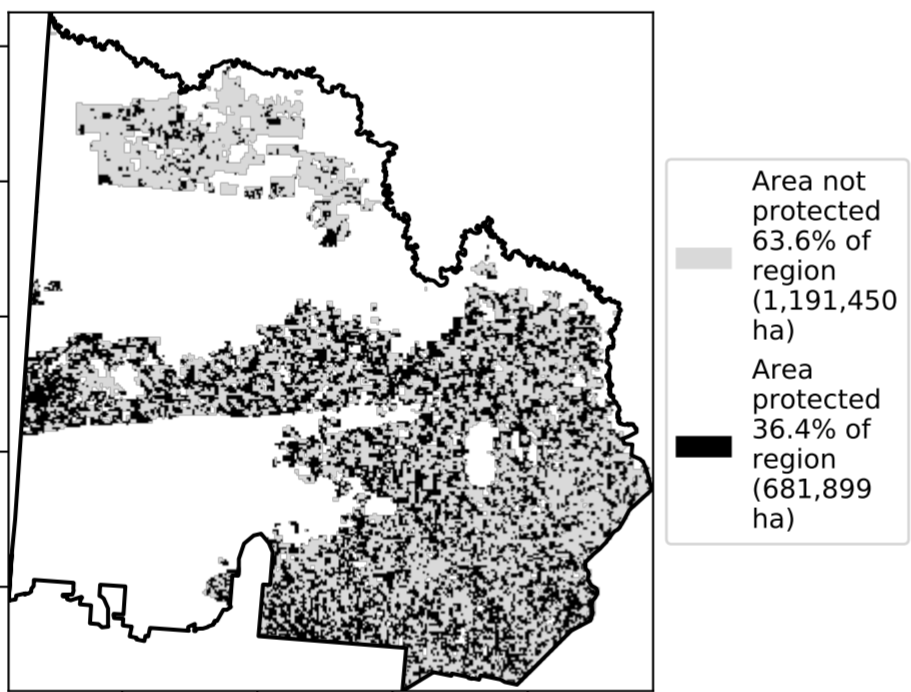 Area not
protected
63.6% of
region
(1,191,450
ha)
Area
protected
36.4% of
region
(681,899
ha)